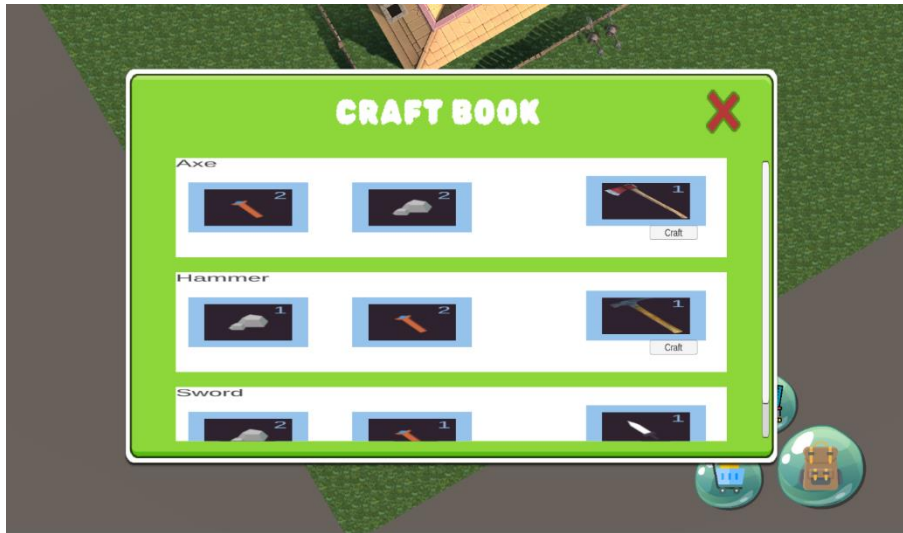 CRAFT BOOK
Axe
2 2 1
Craft
Hammer
1 2 1
Craft
Sword
2 1 1